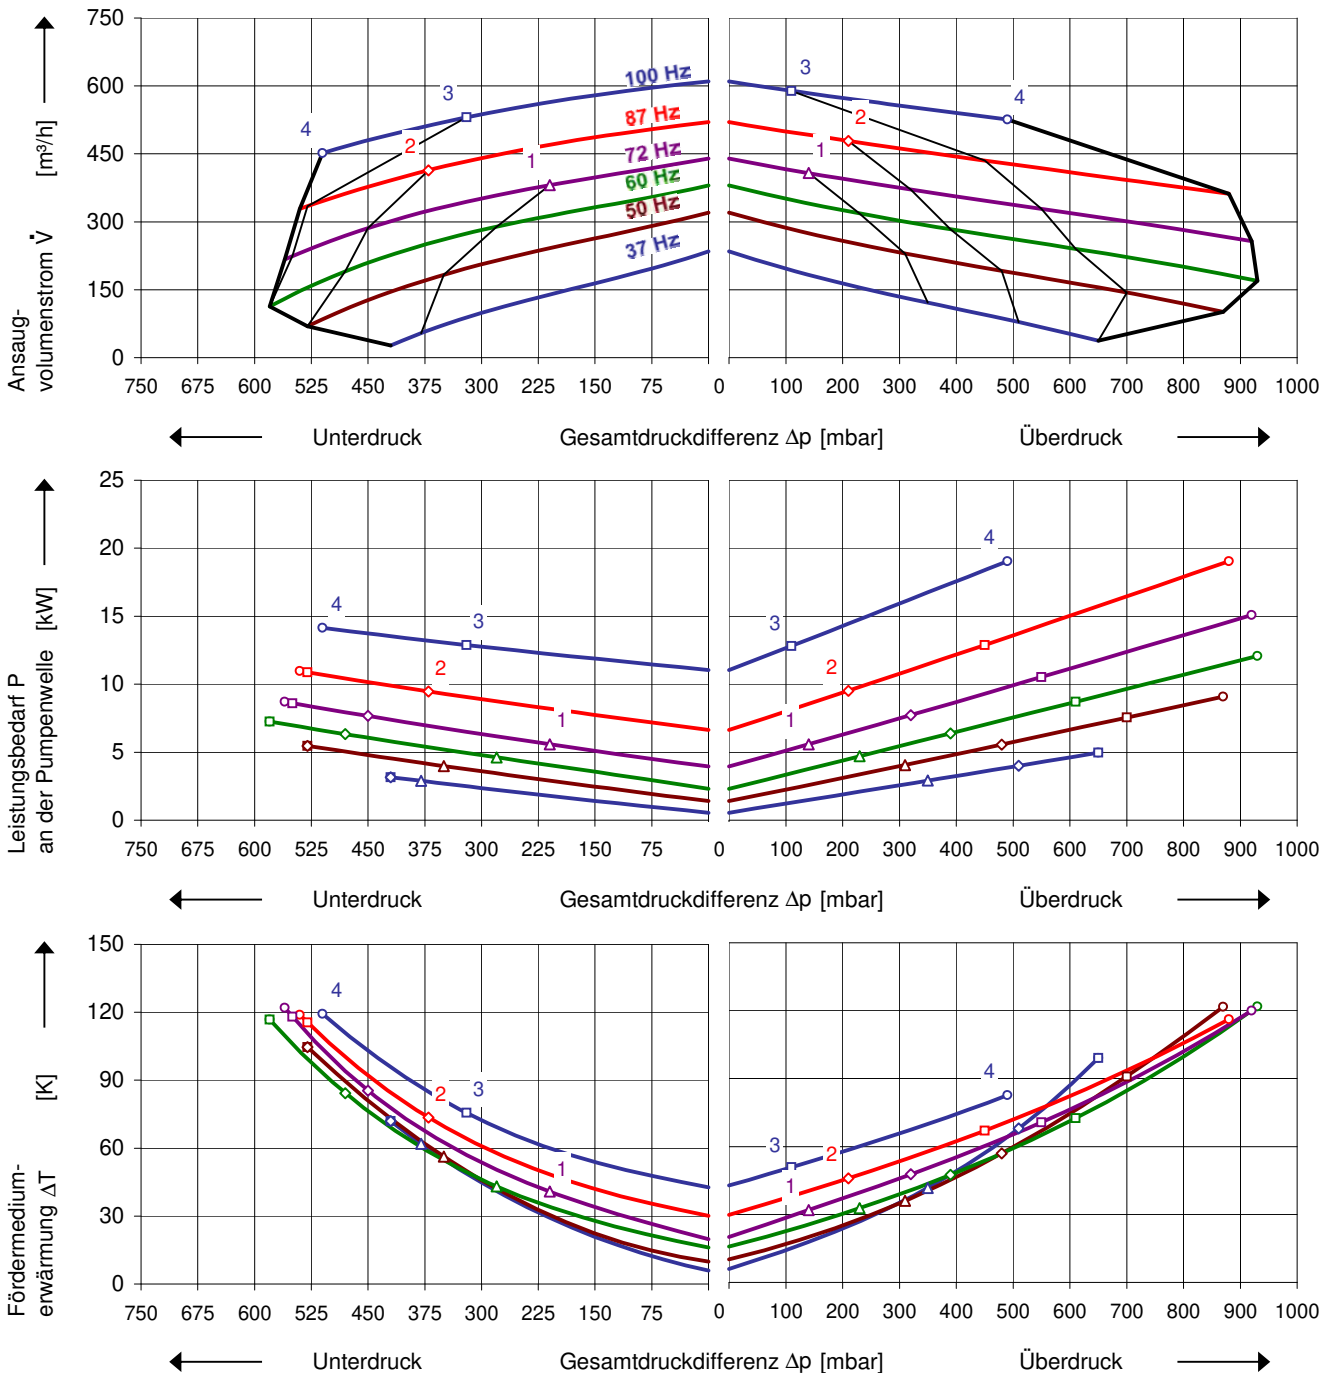 750
600
450
300
150
0
Ansaug-
volumenstrom V̇ [m³/h]
100 Hz
87 Hz
72 Hz
60 Hz
50 Hz
37 Hz
4
3
2
1
3
2
1
4
750 675 600 525 450 375 300 225 150 75 0 100 200 300 400 500 600 700 800 900 1000
Unterdruck Gesamtdruckdifferenz Δp [mbar] Überdruck
25
20
15
10
5
0
Leistungsbedarf P
an der Pumpenwelle [kW]
4
3
2
1
4
3
2
1
750 675 600 525 450 375 300 225 150 75 0 100 200 300 400 500 600 700 800 900 1000
Unterdruck Gesamtdruckdifferenz Δp [mbar] Überdruck
150
120
90
60
30
0
Fördermedium-
erwärmung ΔT [K]
4
2
3
1
4
3
2
1
750 675 600 525 450 375 300 225 150 75 0 100 200 300 400 500 600 700 800 900 1000
Unterdruck Gesamtdruckdifferenz Δp [mbar] Überdruck